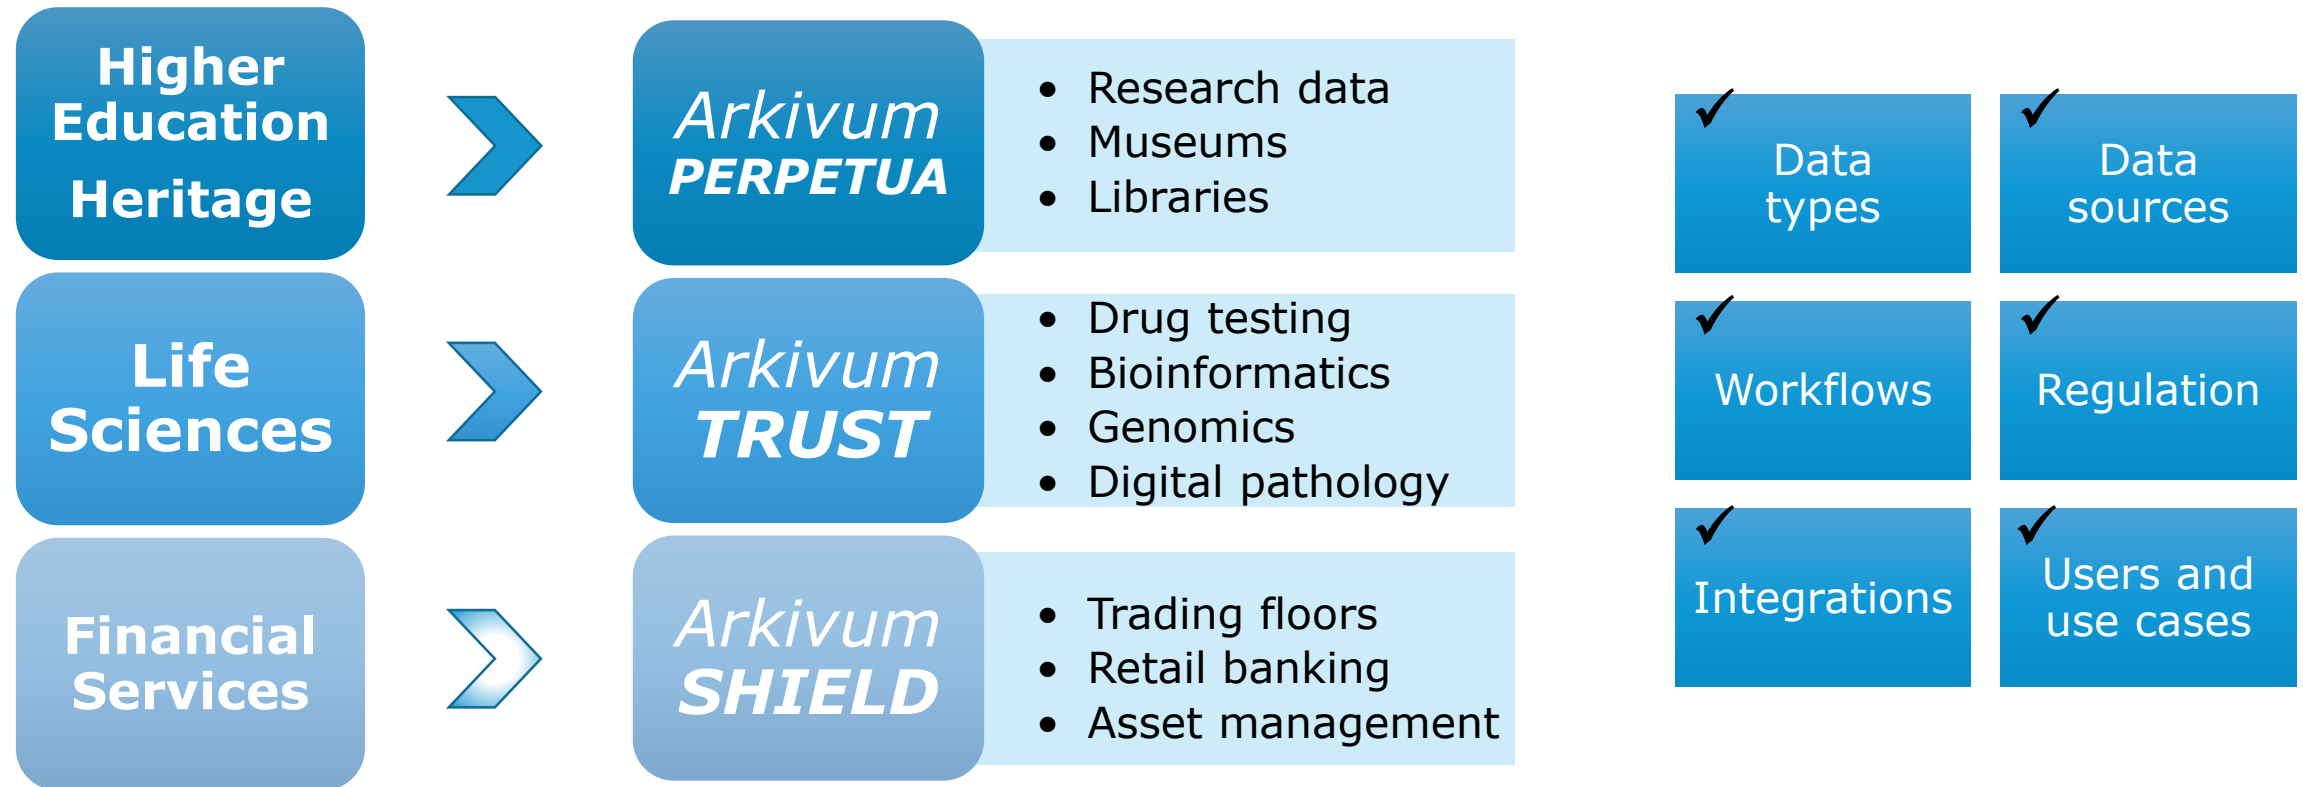 Higher
Education
Heritage
Arkivum
PERPETUA
• Research data
• Museums
• Libraries
Life
Sciences
Arkivum
TRUST
• Drug testing
• Bioinformatics
• Genomics
• Digital pathology
Financial
Services
Arkivum
SHIELD
• Trading floors
• Retail banking
• Asset management
✓
Data
types
✓
Data
sources
✓
Workflows
✓
Regulation
✓
Integrations
✓
Users and
use cases